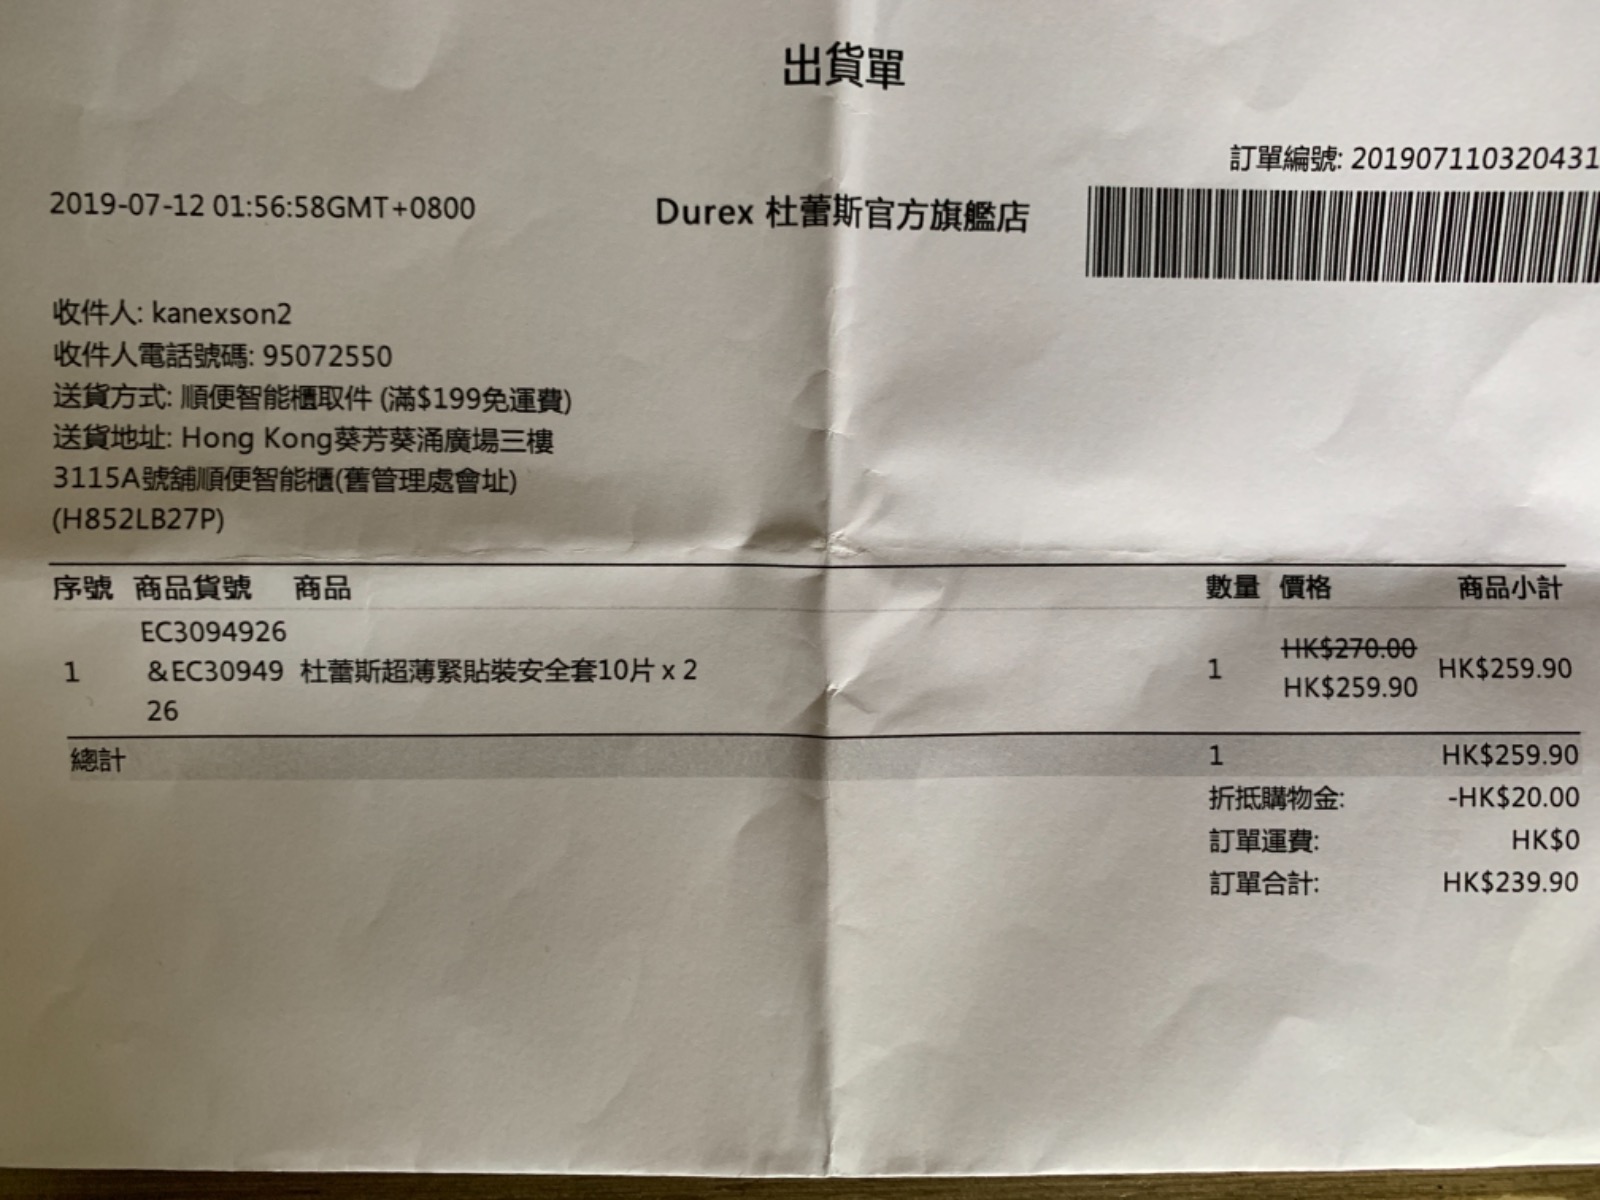 出貨單
訂單編號: 201907110320431
2019-07-12 01:56:58GMT+0800
Durex 杜蕾斯官方旗艦店
收件人: kanexson2
收件人電話號碼: 95072550
送貨方式: 順便智能櫃取件 (滿$199免運費)
送貨地址: Hong Kong葵芳葵涌廣場三樓
3115A號舖順便智能櫃(舊管理處會址)
(H852LB27P)
序號 商品貨號 商品 數量 價格 商品小計
EC3094926
HK$270.00
1 &EC30949 杜蕾斯超薄緊貼裝安全套10片 x 2 1 HK$259.90
HK$259.90
26
總計 1 HK$259.90
折抵購物金: -HK$20.00
訂單運費: HK$0
訂單合計: HK$239.90